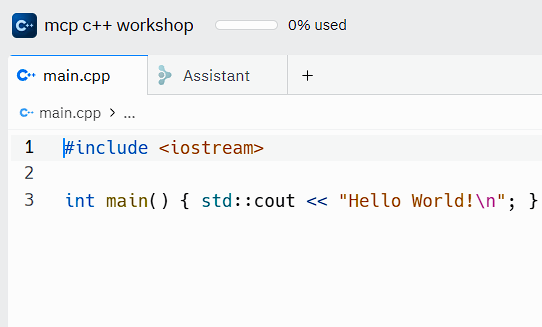 C++ mcp c++ workshop 0% used
C++ main.cpp Assistant +
C++ main.cpp > ...
1 #include <iostream>
2
3 int main() { std::cout << "Hello World!\n"; }